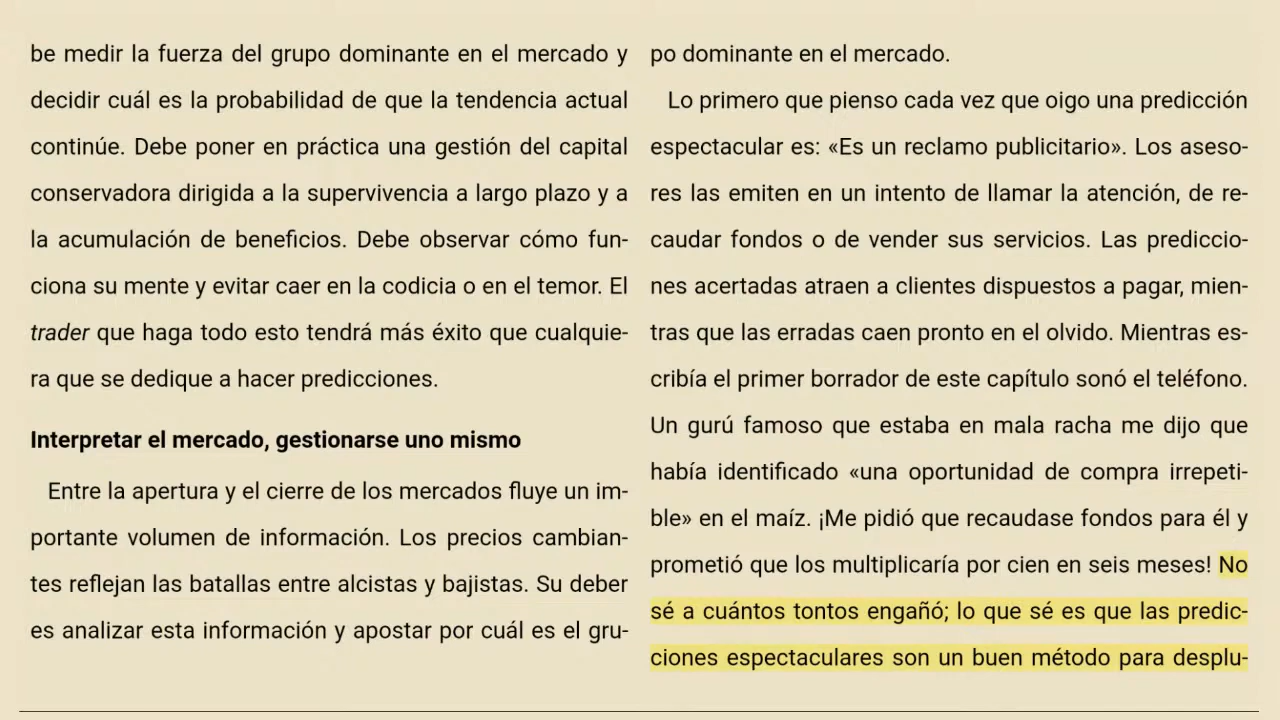 be medir la fuerza del grupo dominante en el mercado y
decidir cuál es la probabilidad de que la tendencia actual
continúe. Debe poner en práctica una gestión del capital
conservadora dirigida a la supervivencia a largo plazo y a
la acumulación de beneficios. Debe observar cómo fun-
ciona su mente y evitar caer en la codicia o en el temor. El
trader que haga todo esto tendrá más éxito que cualquie-
ra que se dedique a hacer predicciones.
Interpretar el mercado, gestionarse uno mismo
Entre la apertura y el cierre de los mercados fluye un im-
portante volumen de información. Los precios cambian-
tes reflejan las batallas entre alcistas y bajistas. Su deber
es analizar esta información y apostar por cuál es el gru-
po dominante en el mercado.
Lo primero que pienso cada vez que oigo una predicción
espectacular es: «Es un reclamo publicitario». Los aseso-
res las emiten en un intento de llamar la atención, de re-
caudar fondos o de vender sus servicios. Las prediccio-
nes acertadas atraen a clientes dispuestos a pagar, mien-
tras que las erradas caen pronto en el olvido. Mientras es-
cribía el primer borrador de este capítulo sonó el teléfono.
Un gurú famoso que estaba en mala racha me dijo que
había identificado «una oportunidad de compra irrepeti-
ble» en el maíz. ¡Me pidió que recaudase fondos para él y
prometió que los multiplicaría por cien en seis meses! No
sé a cuántos tontos engañó; lo que sé es que las predic-
ciones espectaculares son un buen método para desplu-